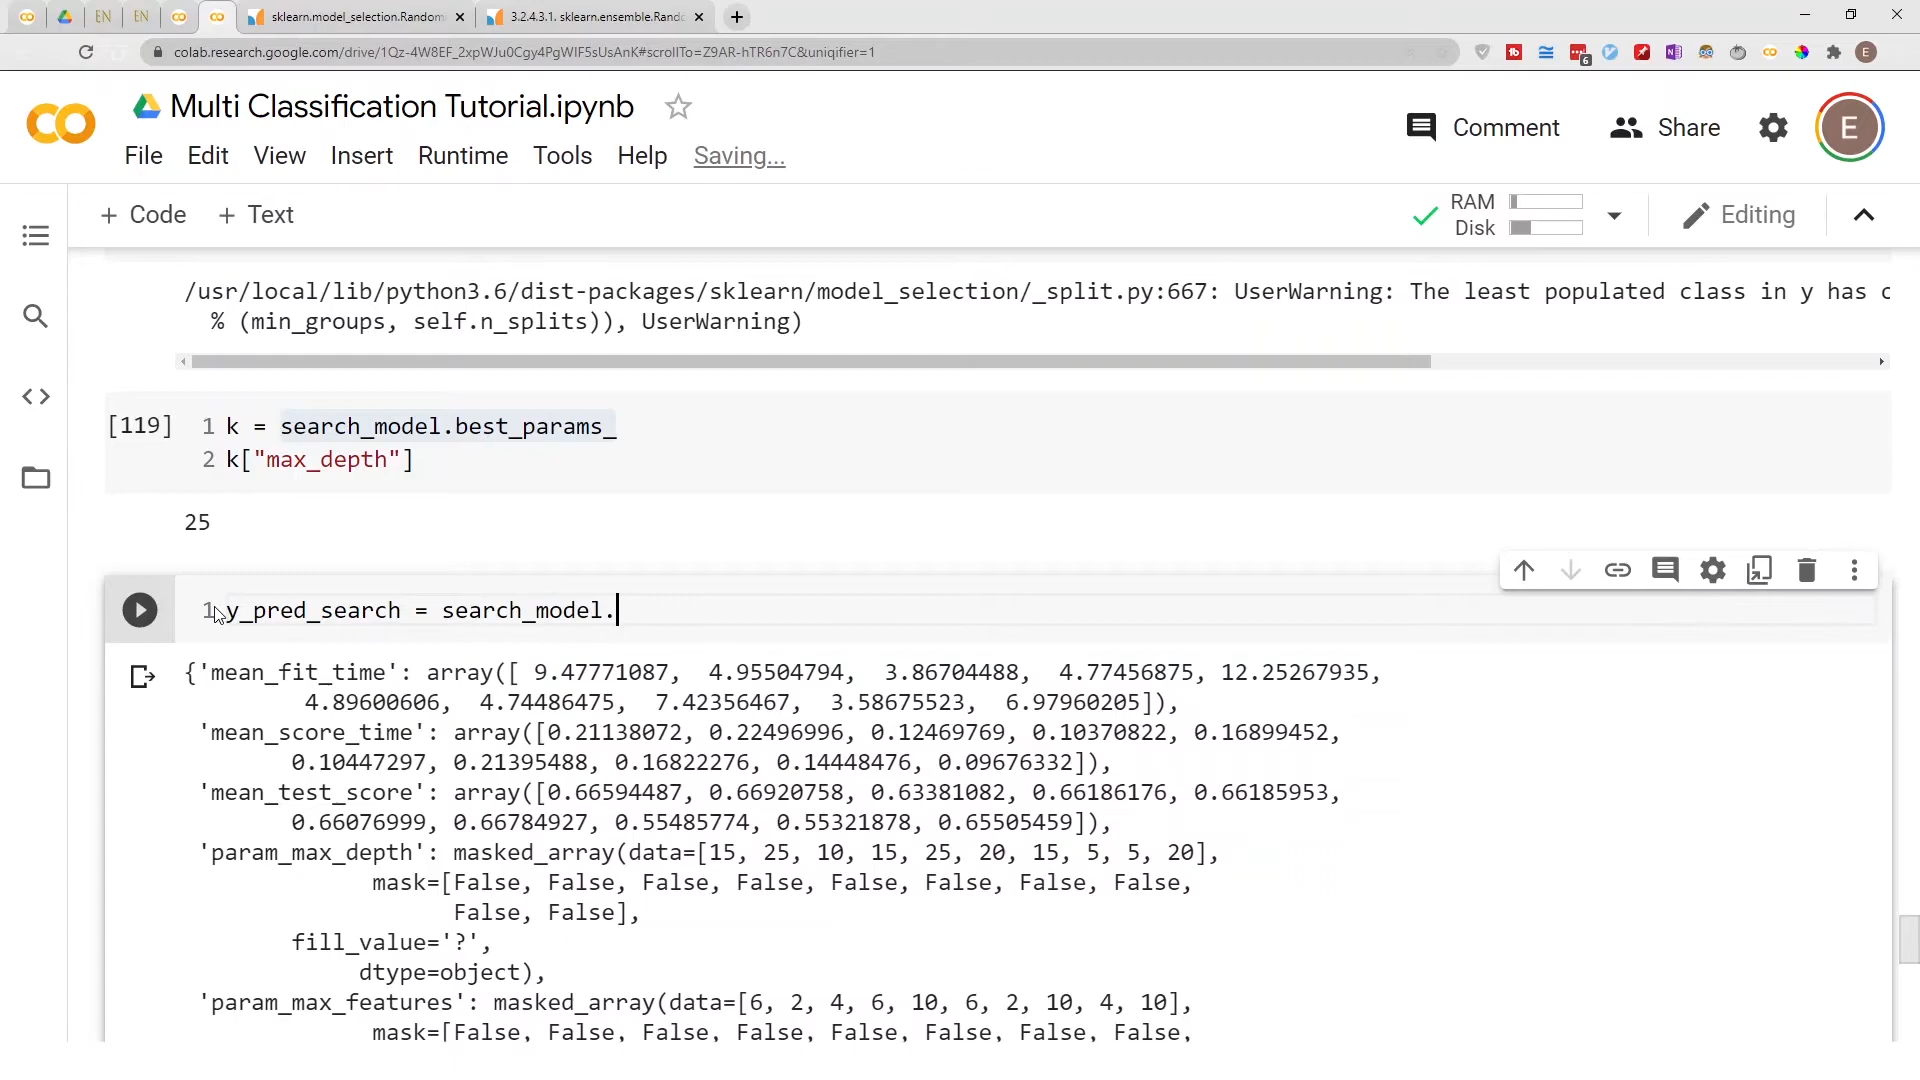 EN
EN
sklearn.model_selection.Random
3.2.4.3.1. sklearn.ensemble.Rand
colab.research.google.com/drive/1Qz-4W8EF_2xpWJu0Cgy4PgWIF5sUsAnK#scrollTo=Z9AR-hTR6n7C&uniqifier=1
6
E
Multi Classification Tutorial.ipynb
Comment
Share
E
File Edit View Insert Runtime Tools Help Saving...
+ Code + Text
RAM
Disk
Editing
/usr/local/lib/python3.6/dist-packages/sklearn/model_selection/_split.py:667: UserWarning: The least populated class in y has
% (min_groups, self.n_splits)), UserWarning)
[119] 1 k = search_model.best_params_
2 k["max_depth"]
25
1 y_pred_search = search_model.
{'mean_fit_time': array([ 9.47771087, 4.95504794, 3.86704488, 4.77456875, 12.25267935,
4.89600606, 4.74486475, 7.42356467, 3.58675523, 6.97960205]),
'mean_score_time': array([0.21138072, 0.22496996, 0.12469769, 0.10370822, 0.16899452,
0.10447297, 0.21395488, 0.16822276, 0.14448476, 0.09676332]),
'mean_test_score': array([0.66594487, 0.66920758, 0.63381082, 0.66186176, 0.66185953,
0.66076999, 0.66784927, 0.55485774, 0.55321878, 0.65505459]),
'param_max_depth': masked_array(data=[15, 25, 10, 15, 25, 20, 15, 5, 5, 20],
mask=[False, False, False, False, False, False, False, False,
False, False],
fill_value='?',
dtype=object),
'param_max_features': masked_array(data=[6, 2, 4, 6, 10, 6, 2, 10, 4, 10],
mask=[False, False, False, False, False, False, False, False,